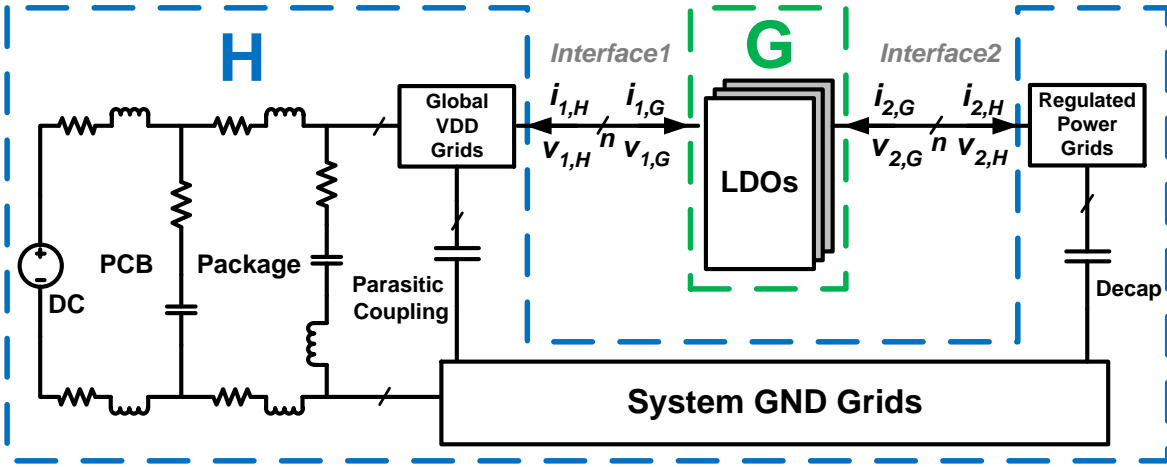 H
G
Interface1
Interface2
Global
VDD
Grids
i1,H
i1,G
v1,H
n
v1,G
LDOs
i2,G
i2,H
v2,G
n
v2,H
Regulated
Power
Grids
PCB
Package
DC
Parasitic
Coupling
Decap
System GND Grids